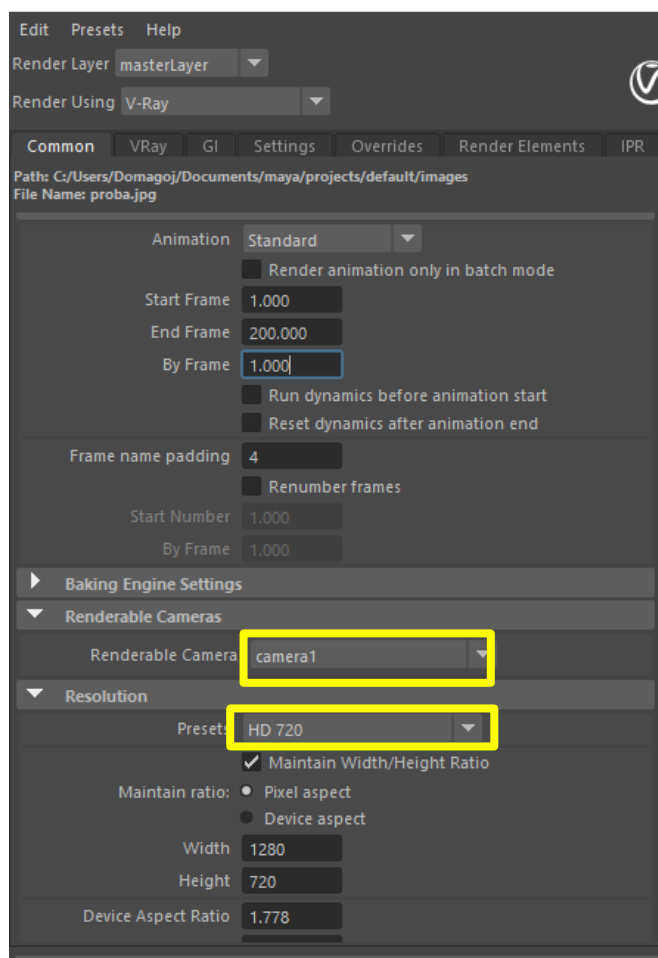 Edit Presets Help
Render Layer masterLayer
Render Using V-Ray
Common VRay GI Settings Overrides Render Elements IPR
Path: C:/Users/Domagoj/Documents/maya/projects/default/images
File Name: proba.jpg
Animation Standard
Render animation only in batch mode
Start Frame 1.000
End Frame 200.000
By Frame 1.000
Run dynamics before animation start
Reset dynamics after animation end
Frame name padding 4
Renumber frames
Start Number 1.000
By Frame 1.000
Baking Engine Settings
Renderable Cameras
Renderable Camera camera1
Resolution
Presets HD 720
Maintain Width/Height Ratio
Maintain ratio: Pixel aspect
Device aspect
Width 1280
Height 720
Device Aspect Ratio 1.778